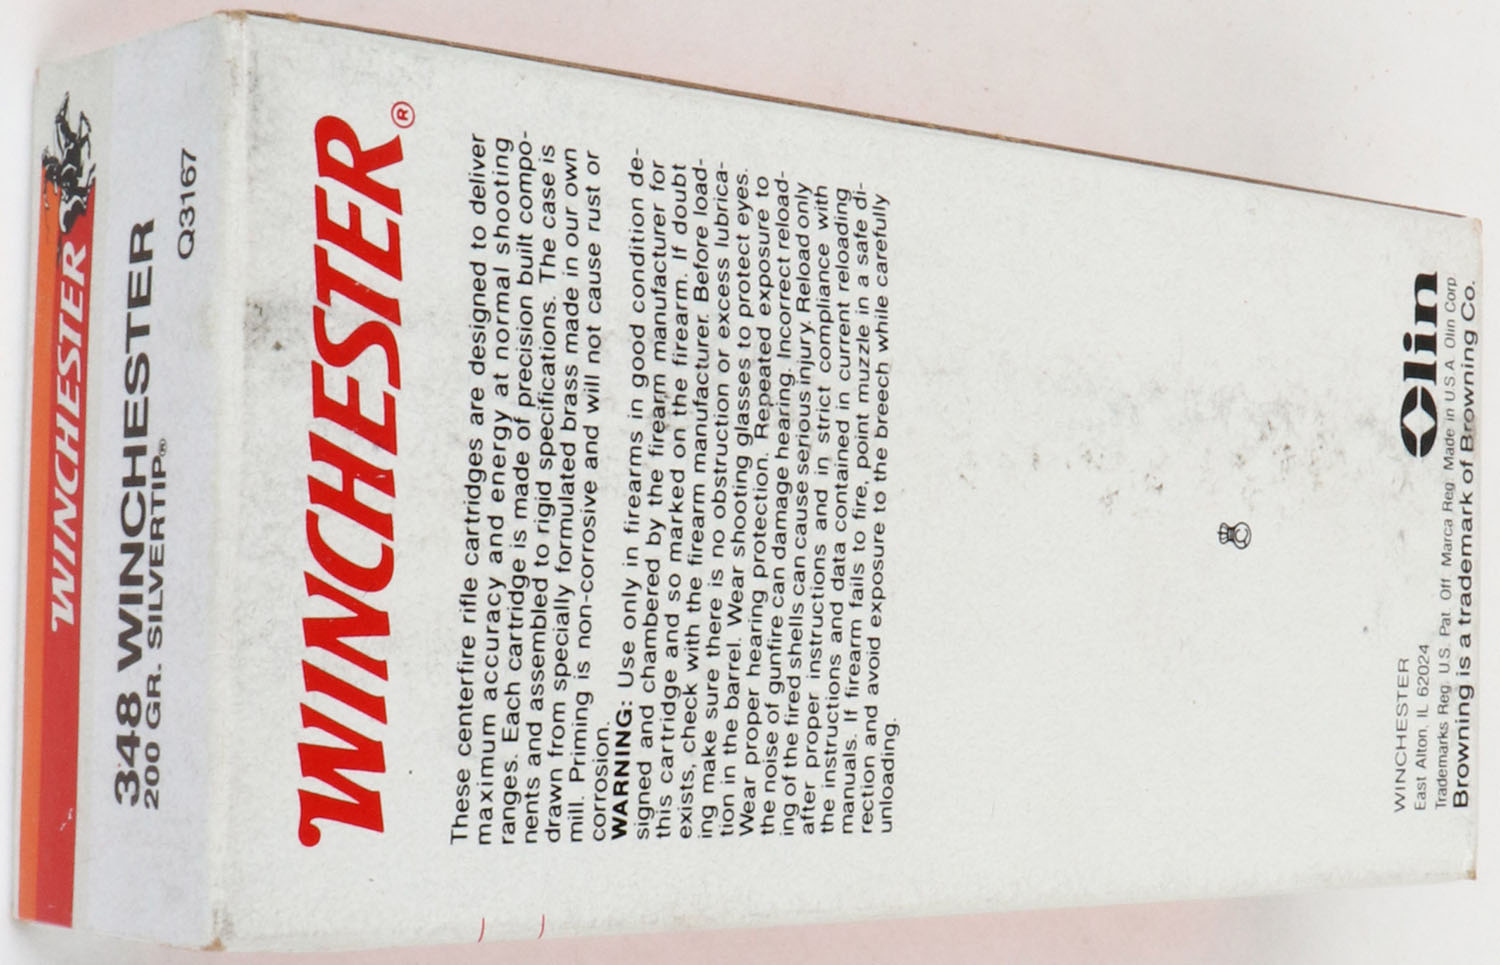 WINCHESTER
348 WINCHESTER
200 GR. SILVERTIP®
Q3167
WINCHESTER®
These centerfire rifle cartridges are designed to deliver
maximum accuracy and energy at normal shooting
ranges. Each cartridge is made of precision built compo-
nents and assembled to rigid specifications. The case is
drawn from specially formulated brass made in our own
mill. Priming is non-corrosive and will not cause rust or
corrosion.
WARNING: Use only in firearms in good condition de-
signed and chambered by the firearm manufacturer for
this cartridge and so marked on the firearm. If doubt
exists, check with the firearm manufacturer. Before load-
ing make sure there is no obstruction or excess lubrica-
tion in the barrel. Wear shooting glasses to protect eyes.
Wear proper hearing protection. Repeated exposure to
the noise of gunfire can damage hearing. Incorrect reload-
ing of the fired shells can cause serious injury. Reload only
after proper instructions and in strict compliance with
the instructions and data contained in current reloading
manuals. If firearm fails to fire, point muzzle in a safe di-
rection and avoid exposure to the breech while carefully
unloading.
Olin
WINCHESTER
East Alton, IL 62024
Trademarks Reg. U.S. Pat. Off. Marca Reg. Made in U.S.A. Olin Corp
Browning is a trademark of Browning Co.